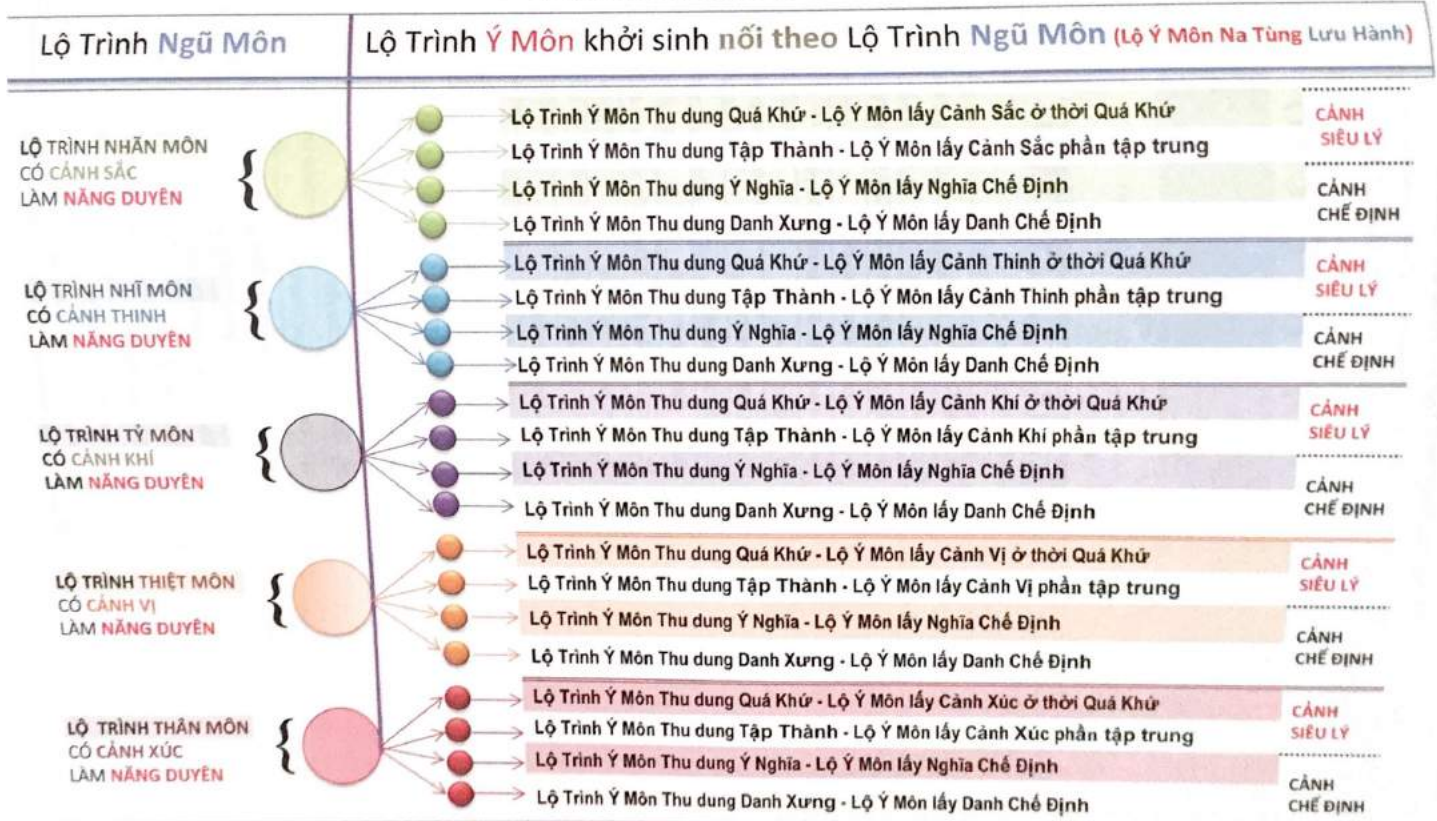 Lộ Trình Ngũ Môn
Lộ Trình Ý Môn khởi sinh nối theo Lộ Trình Ngũ Môn (Lộ Ý Môn Na Tùng Lưu Hành)
LỘ TRÌNH NHÃN MÔN
CÓ CẢNH SẮC
LÀM NĂNG DUYÊN
Lộ Trình Ý Môn Thu dung Quá Khứ - Lộ Ý Môn lấy Cảnh Sắc ở thời Quá Khứ
Lộ Trình Ý Môn Thu dung Tập Thành - Lộ Ý Môn lấy Cảnh Sắc phần tập trung
Lộ Trình Ý Môn Thu dung Ý Nghĩa - Lộ Ý Môn lấy Nghĩa Chế Định
Lộ Trình Ý Môn Thu dung Danh Xưng - Lộ Ý Môn lấy Danh Chế Định
CẢNH
SIÊU LÝ
CẢNH
CHẾ ĐỊNH
LỘ TRÌNH NHĨ MÔN
CÓ CẢNH THINH
LÀM NĂNG DUYÊN
Lộ Trình Ý Môn Thu dung Quá Khứ - Lộ Ý Môn lấy Cảnh Thinh ở thời Quá Khứ
Lộ Trình Ý Môn Thu dung Tập Thành - Lộ Ý Môn lấy Cảnh Thinh phần tập trung
Lộ Trình Ý Môn Thu dung Ý Nghĩa - Lộ Ý Môn lấy Nghĩa Chế Định
Lộ Trình Ý Môn Thu dung Danh Xưng - Lộ Ý Môn lấy Danh Chế Định
CẢNH
SIÊU LÝ
CẢNH
CHẾ ĐỊNH
LỘ TRÌNH TỶ MÔN
CÓ CẢNH KHÍ
LÀM NĂNG DUYÊN
Lộ Trình Ý Môn Thu dung Quá Khứ - Lộ Ý Môn lấy Cảnh Khí ở thời Quá Khứ
Lộ Trình Ý Môn Thu dung Tập Thành - Lộ Ý Môn lấy Cảnh Khí phần tập trung
Lộ Trình Ý Môn Thu dung Ý Nghĩa - Lộ Ý Môn lấy Nghĩa Chế Định
Lộ Trình Ý Môn Thu dung Danh Xưng - Lộ Ý Môn lấy Danh Chế Định
CẢNH
SIÊU LÝ
CẢNH
CHẾ ĐỊNH
LỘ TRÌNH THIỆT MÔN
CÓ CẢNH VỊ
LÀM NĂNG DUYÊN
Lộ Trình Ý Môn Thu dung Quá Khứ - Lộ Ý Môn lấy Cảnh Vị ở thời Quá Khứ
Lộ Trình Ý Môn Thu dung Tập Thành - Lộ Ý Môn lấy Cảnh Vị phần tập trung
Lộ Trình Ý Môn Thu dung Ý Nghĩa - Lộ Ý Môn lấy Nghĩa Chế Định
Lộ Trình Ý Môn Thu dung Danh Xưng - Lộ Ý Môn lấy Danh Chế Định
CẢNH
SIÊU LÝ
CẢNH
CHẾ ĐỊNH
LỘ TRÌNH THÂN MÔN
CÓ CẢNH XÚC
LÀM NĂNG DUYÊN
Lộ Trình Ý Môn Thu dung Quá Khứ - Lộ Ý Môn lấy Cảnh Xúc ở thời Quá Khứ
Lộ Trình Ý Môn Thu dung Tập Thành - Lộ Ý Môn lấy Cảnh Xúc phần tập trung
Lộ Trình Ý Môn Thu dung Ý Nghĩa - Lộ Ý Môn lấy Nghĩa Chế Định
Lộ Trình Ý Môn Thu dung Danh Xưng - Lộ Ý Môn lấy Danh Chế Định
CẢNH
SIÊU LÝ
CẢNH
CHẾ ĐỊNH